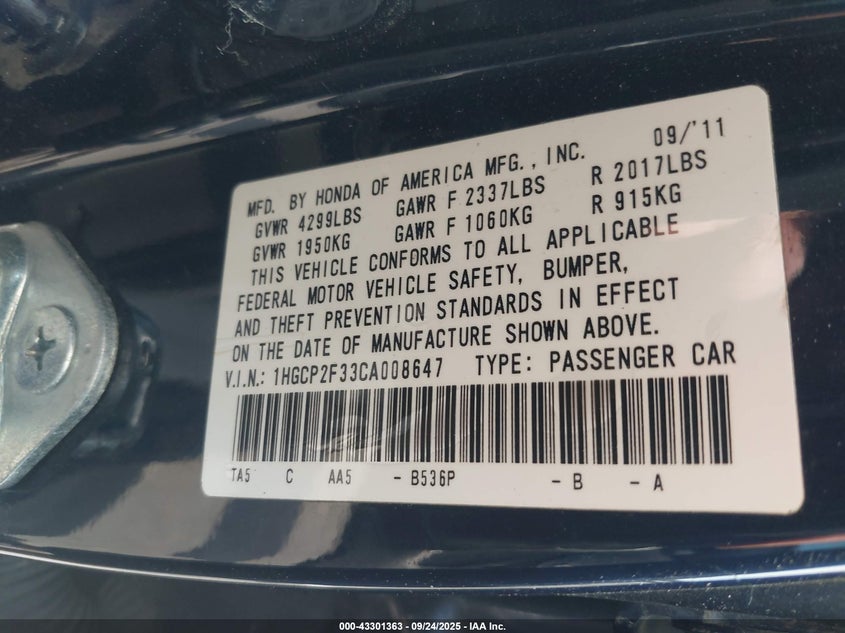 MFD. BY HONDA OF AMERICA MFG., INC. 09/'11
GVWR 4299LBS GAWR F 2337LBS R 2017LBS
GVWR 1950KG GAWR F 1060KG R 915KG
THIS VEHICLE CONFORMS TO ALL APPLICABLE
FEDERAL MOTOR VEHICLE SAFETY, BUMPER,
AND THEFT PREVENTION STANDARDS IN EFFECT
ON THE DATE OF MANUFACTURE SHOWN ABOVE.
V.I.N.: 1HGCP2F33CA008647 TYPE: PASSENGER CAR
TA5 C AA5 - B536P - B - A
000-43301363 - 09/24/2025 - IAA Inc.